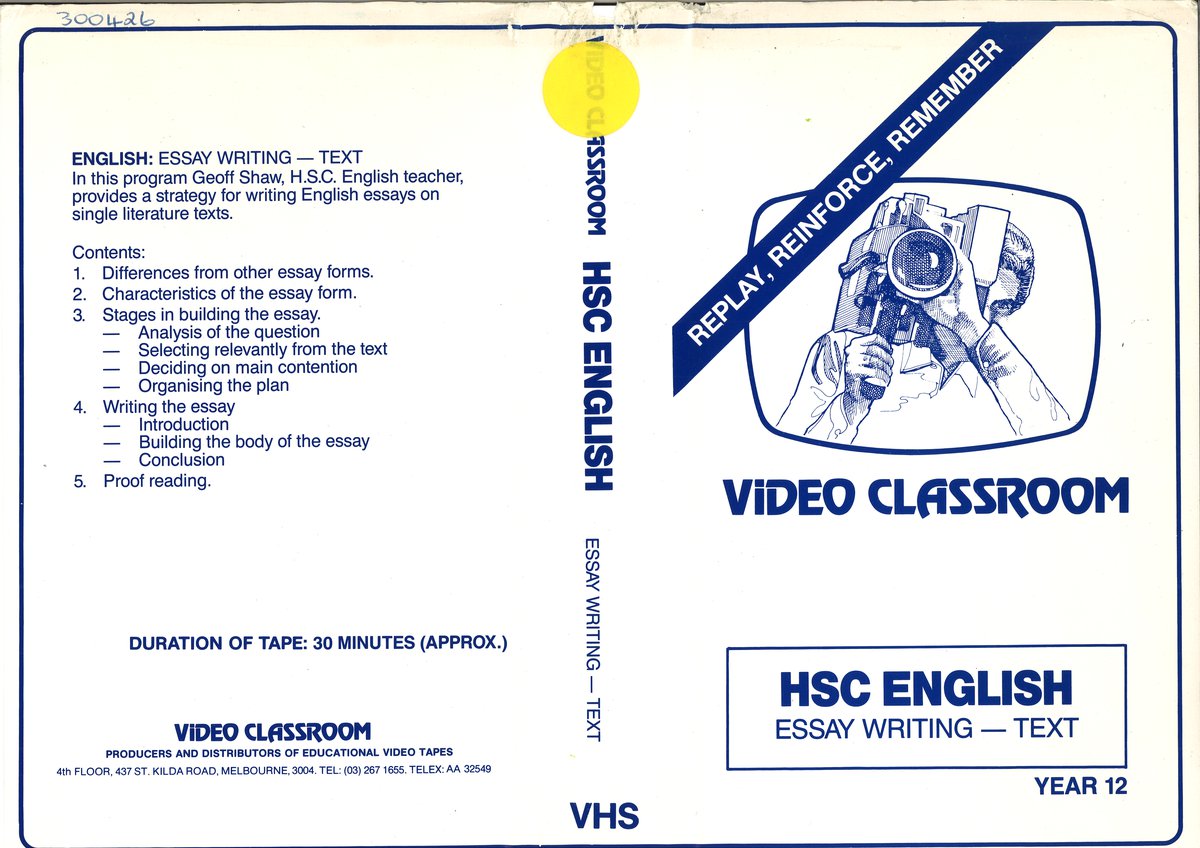 300426
ENGLISH: ESSAY WRITING — TEXT
In this program Geoff Shaw, H.S.C. English teacher,
provides a strategy for writing English essays on
single literature texts.
Contents:
1. Differences from other essay forms.
2. Characteristics of the essay form.
3. Stages in building the essay.
— Analysis of the question
— Selecting relevantly from the text
— Deciding on main contention
— Organising the plan
4. Writing the essay
— Introduction
— Building the body of the essay
— Conclusion
5. Proof reading.
DURATION OF TAPE: 30 MINUTES (APPROX.)
ViDEO CLASSROOM
PRODUCERS AND DISTRIBUTORS OF EDUCATIONAL VIDEO TAPES
4th FLOOR, 437 ST. KILDA ROAD, MELBOURNE, 3004. TEL: (03) 267 1655. TELEX: AA 32549
ViDEO CLASSROOM
HSC ENGLISH
ESSAY WRITING — TEXT
VHS
REPLAY, REINFORCE, REMEMBER
ViDEO CLASSROOM
HSC ENGLISH
ESSAY WRITING — TEXT
YEAR 12